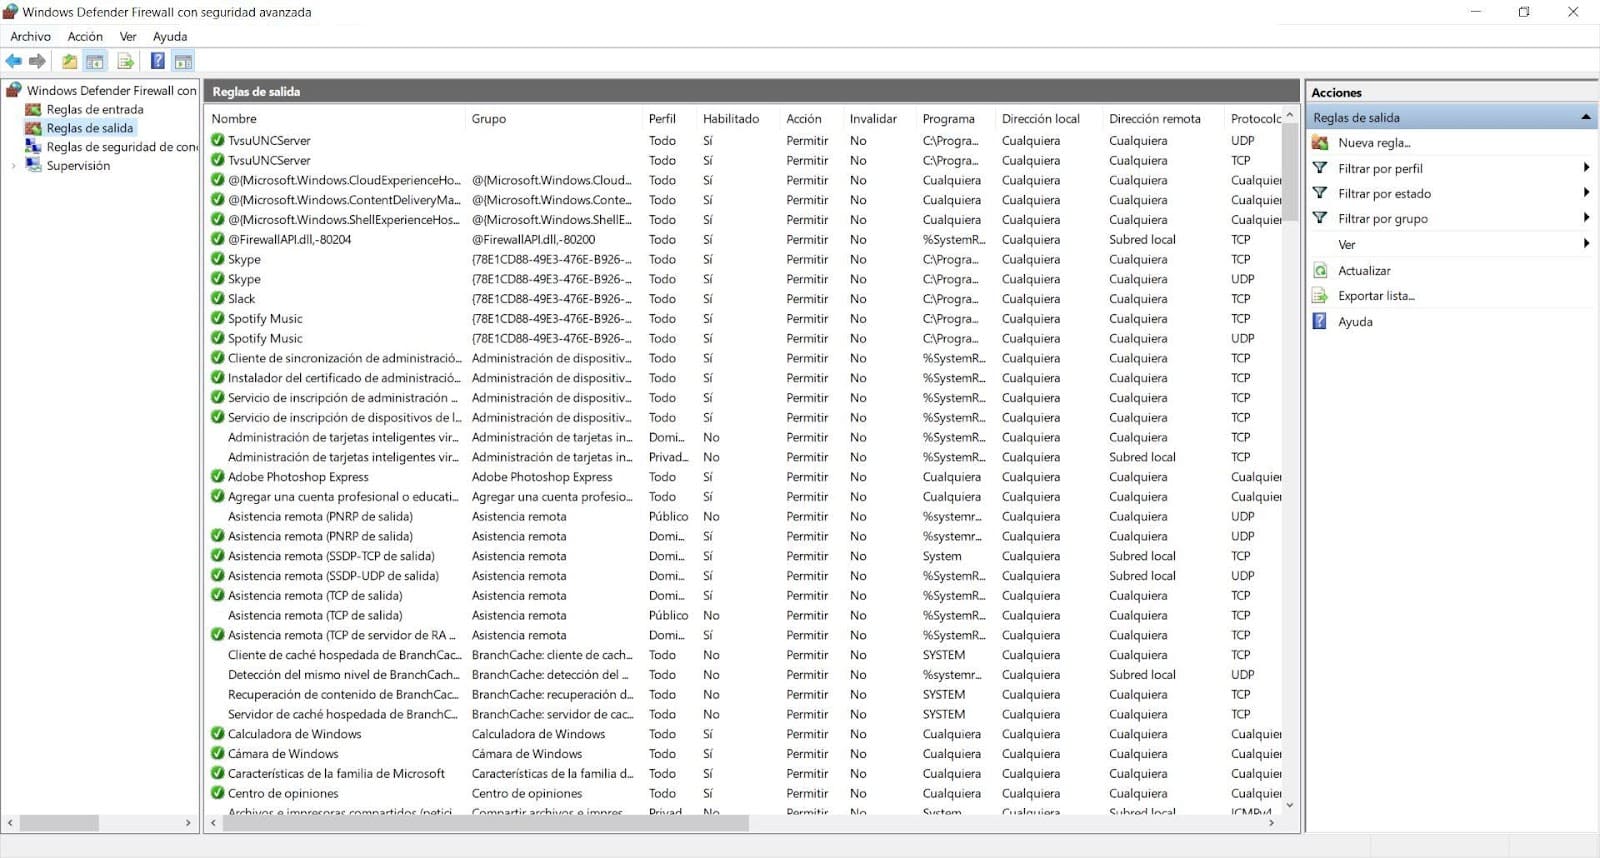 Windows Defender Firewall con seguridad avanzada
Archivo Acción Ver Ayuda
Windows Defender Firewall con
Reglas de entrada
Reglas de salida
Reglas de seguridad de con
Supervisión
Reglas de salida
Nombre Grupo Perfil Habilitado Acción Invalidar Programa Dirección local Dirección remota Protocolo
TvsuUNCServer Todo Sí Permitir No C:\Progra... Cualquiera Cualquiera UDP
TvsuUNCServer Todo Sí Permitir No C:\Progra... Cualquiera Cualquiera TCP
@{Microsoft.Windows.CloudExperienceHo... @{Microsoft.Windows.Cloud... Todo Sí Permitir No Cualquiera Cualquiera Cualquiera Cualquier
@{Microsoft.Windows.ContentDeliveryMa... @{Microsoft.Windows.Conte... Todo Sí Permitir No Cualquiera Cualquiera Cualquiera Cualquier
@{Microsoft.Windows.ShellExperienceHos... @{Microsoft.Windows.ShellE... Todo Sí Permitir No Cualquiera Cualquiera Cualquiera Cualquier
@FirewallAPI.dll,-80204 @FirewallAPI.dll,-80200 Todo Sí Permitir No %SystemR... Cualquiera Subred local TCP
Skype {78E1CD88-49E3-476E-B926-... Todo Sí Permitir No C:\Progra... Cualquiera Cualquiera TCP
Skype {78E1CD88-49E3-476E-B926-... Todo Sí Permitir No C:\Progra... Cualquiera Cualquiera UDP
Slack {78E1CD88-49E3-476E-B926-... Todo Sí Permitir No C:\Progra... Cualquiera Cualquiera TCP
Spotify Music {78E1CD88-49E3-476E-B926-... Todo Sí Permitir No C:\Progra... Cualquiera Cualquiera TCP
Spotify Music {78E1CD88-49E3-476E-B926-... Todo Sí Permitir No C:\Progra... Cualquiera Cualquiera UDP
Cliente de sincronización de administració... Administración de dispositiv... Todo Sí Permitir No %SystemR... Cualquiera Cualquiera TCP
Instalador del certificado de administració... Administración de dispositiv... Todo Sí Permitir No %SystemR... Cualquiera Cualquiera TCP
Servicio de inscripción de administración ... Administración de dispositiv... Todo Sí Permitir No %SystemR... Cualquiera Cualquiera TCP
Servicio de inscripción de dispositivos de l... Administración de dispositiv... Todo Sí Permitir No %SystemR... Cualquiera Cualquiera TCP
Administración de tarjetas inteligentes vir... Administración de tarjetas in... Domi... No Permitir No %SystemR... Cualquiera Cualquiera TCP
Administración de tarjetas inteligentes vir... Administración de tarjetas in... Privad... No Permitir No %SystemR... Cualquiera Subred local TCP
Adobe Photoshop Express Adobe Photoshop Express Todo Sí Permitir No Cualquiera Cualquiera Cualquiera Cualquier
Agregar una cuenta profesional o educati... Agregar una cuenta profesio... Todo Sí Permitir No Cualquiera Cualquiera Cualquiera Cualquier
Asistencia remota (PNRP de salida) Asistencia remota Público No Permitir No %systemr... Cualquiera Cualquiera UDP
Asistencia remota (PNRP de salida) Asistencia remota Domi... Sí Permitir No %systemr... Cualquiera Cualquiera UDP
Asistencia remota (SSDP-TCP de salida) Asistencia remota Domi... Sí Permitir No System Cualquiera Subred local TCP
Asistencia remota (SSDP-UDP de salida) Asistencia remota Domi... Sí Permitir No %SystemR... Cualquiera Subred local UDP
Asistencia remota (TCP de salida) Asistencia remota Domi... Sí Permitir No %SystemR... Cualquiera Cualquiera TCP
Asistencia remota (TCP de salida) Asistencia remota Público No Permitir No %SystemR... Cualquiera Cualquiera TCP
Asistencia remota (TCP de servidor de RA ... Asistencia remota Domi... Sí Permitir No %SystemR... Cualquiera Cualquiera TCP
Cliente de caché hospedada de BranchCac... BranchCache: cliente de cach... Todo No Permitir No SYSTEM Cualquiera Cualquiera TCP
Detección del mismo nivel de BranchCach... BranchCache: detección del ... Todo No Permitir No %systemr... Cualquiera Subred local UDP
Recuperación de contenido de BranchCac... BranchCache: recuperación d... Todo No Permitir No SYSTEM Cualquiera Cualquiera TCP
Servidor de caché hospedada de BranchC... BranchCache: servidor de cac... Todo No Permitir No SYSTEM Cualquiera Cualquiera TCP
Calculadora de Windows Calculadora de Windows Todo Sí Permitir No Cualquiera Cualquiera Cualquiera Cualquier
Cámara de Windows Cámara de Windows Todo Sí Permitir No Cualquiera Cualquiera Cualquiera Cualquier
Características de la familia de Microsoft Características de la familia d... Todo Sí Permitir No Cualquiera Cualquiera Cualquiera Cualquier
Centro de opiniones Centro de opiniones Todo Sí Permitir No Cualquiera Cualquiera Cualquiera Cualquier
Archivos e impresoras compartidos (petici... Compartir archivos e impres... Privad... No Permitir No System Cualquiera Subred local ICMPv4
Acciones
Reglas de salida
Nueva regla...
Filtrar por perfil
Filtrar por estado
Filtrar por grupo
Ver
Actualizar
Exportar lista...
Ayuda